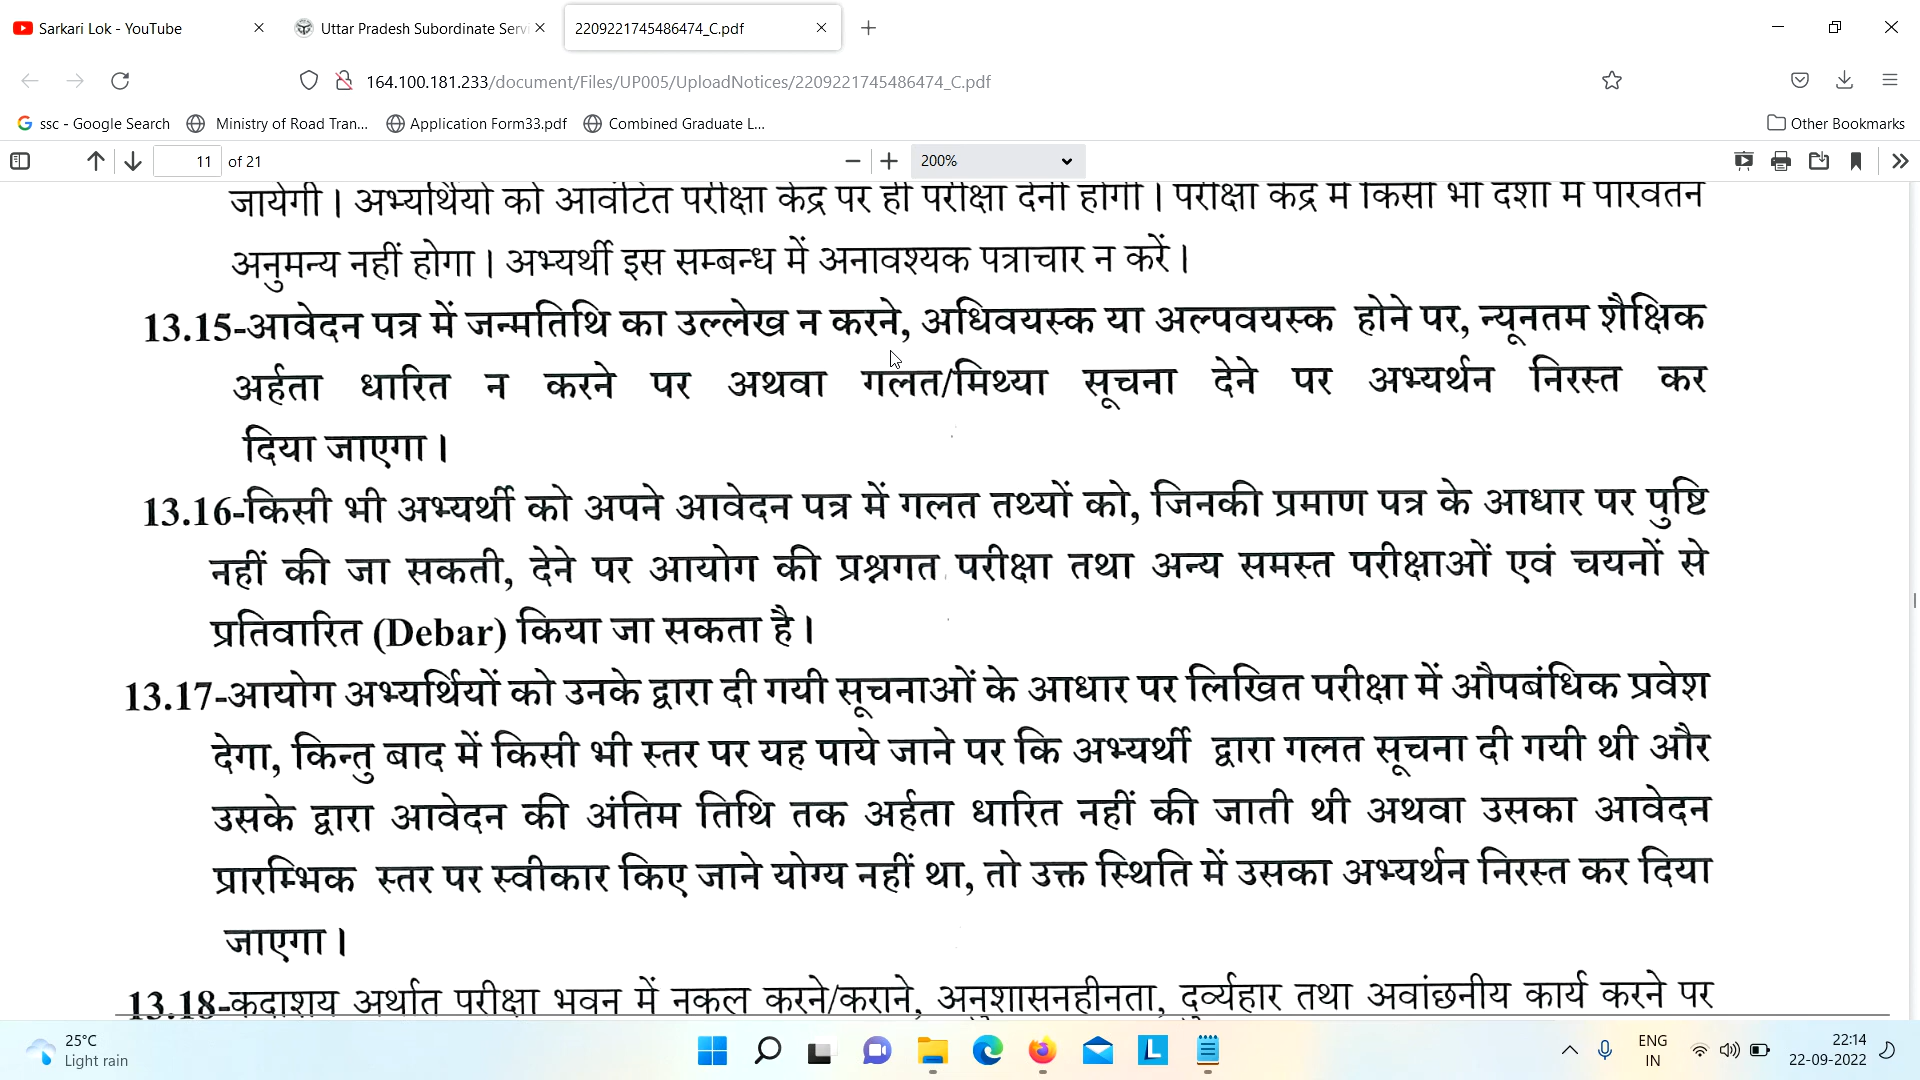 Sarkari Lok - YouTube
Uttar Pradesh Subordinate Servi
2209221745486474_C.pdf
164.100.181.233/document/Files/UP005/UploadNotices/2209221745486474_C.pdf
ssc - Google Search
Ministry of Road Tran...
Application Form33.pdf
Combined Graduate L...
Other Bookmarks
11 of 21
200%
जायेगी। अभ्यर्थियों को आवंटित परीक्षा केंद्र पर ही परीक्षा देनी होगी। परीक्षा केंद्र में किसी भी दशा में परिवर्तन
अनुमन्य नहीं होगा। अभ्यर्थी इस सम्बन्ध में अनावश्यक पत्राचार न करें।
13.15-आवेदन पत्र में जन्मतिथि का उल्लेख न करने, अधिवयस्क या अल्पवयस्क होने पर, न्यूनतम शैक्षिक
अर्हता धारित न करने पर अथवा गलत/मिथ्या सूचना देने पर अभ्यर्थन निरस्त कर
दिया जाएगा।
13.16-किसी भी अभ्यर्थी को अपने आवेदन पत्र में गलत तथ्यों को, जिनकी प्रमाण पत्र के आधार पर पुष्टि
नहीं की जा सकती, देने पर आयोग की प्रश्नगत परीक्षा तथा अन्य समस्त परीक्षाओं एवं चयनों से
प्रतिवारित (Debar) किया जा सकता है।
13.17-आयोग अभ्यर्थियों को उनके द्वारा दी गयी सूचनाओं के आधार पर लिखित परीक्षा में औपबंधिक प्रवेश
देगा, किन्तु बाद में किसी भी स्तर पर यह पाये जाने पर कि अभ्यर्थी द्वारा गलत सूचना दी गयी थी और
उसके द्वारा आवेदन की अंतिम तिथि तक अर्हता धारित नहीं की जाती थी अथवा उसका आवेदन
प्रारम्भिक स्तर पर स्वीकार किए जाने योग्य नहीं था, तो उक्त स्थिति में उसका अभ्यर्थन निरस्त कर दिया
जाएगा।
13.18-कदाशय अर्थात परीक्षा भवन में नकल करने/कराने, अनुशासनहीनता, दुर्व्यहार तथा अवांछनीय कार्य करने पर
25°C
Light rain
ENG
IN
22:14
22-09-2022